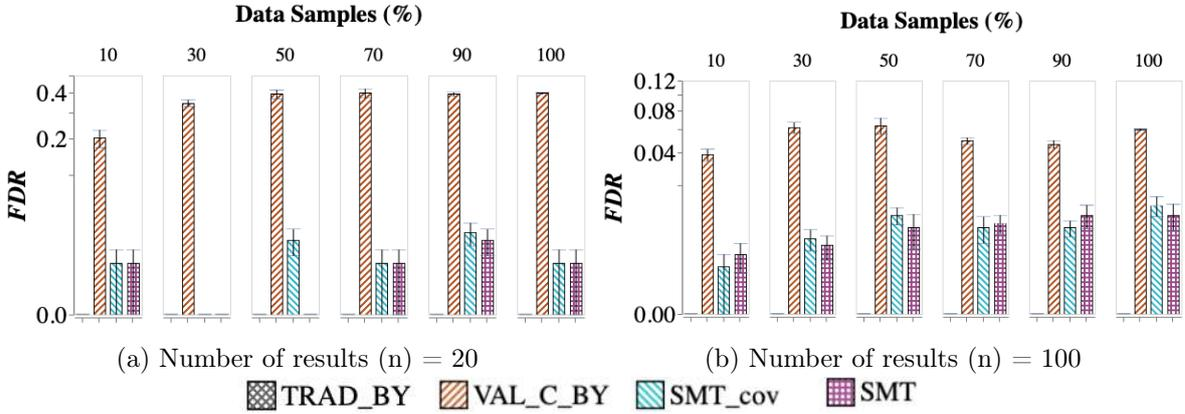 Data Samples (%)
10 30 50 70 90 100
0.4
0.2
0.0
FDR
(a) Number of results (n) = 20
Data Samples (%)
10 30 50 70 90 100
0.12
0.08
0.04
0.00
FDR
(b) Number of results (n) = 100
TRAD_BY VAL_C_BY SMT_cov SMT